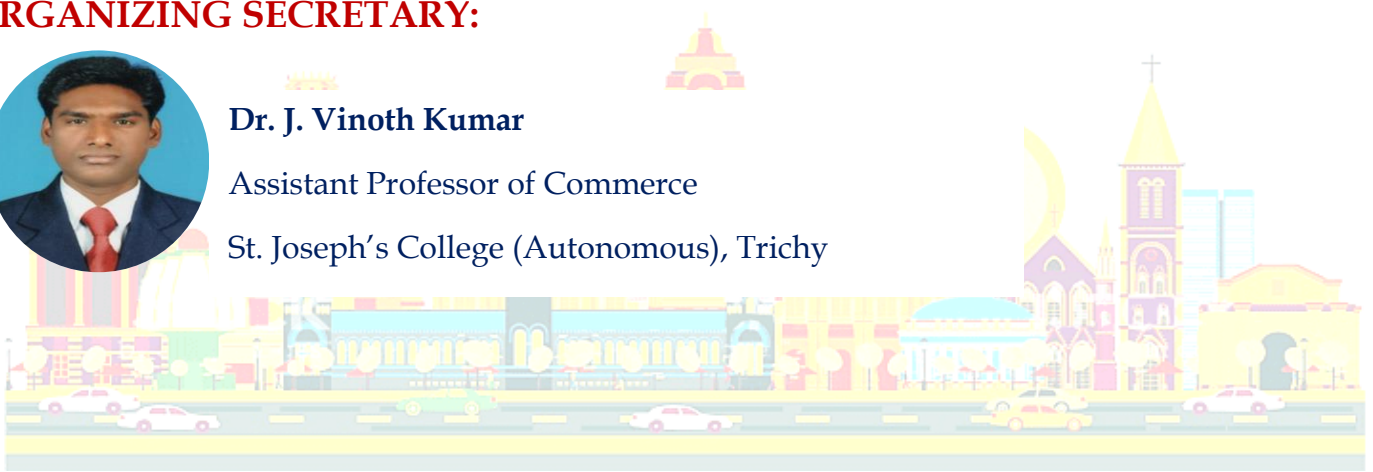 RGANIZING SECRETARY:
Dr. J. Vinoth Kumar
Assistant Professor of Commerce
St. Joseph’s College (Autonomous), Trichy